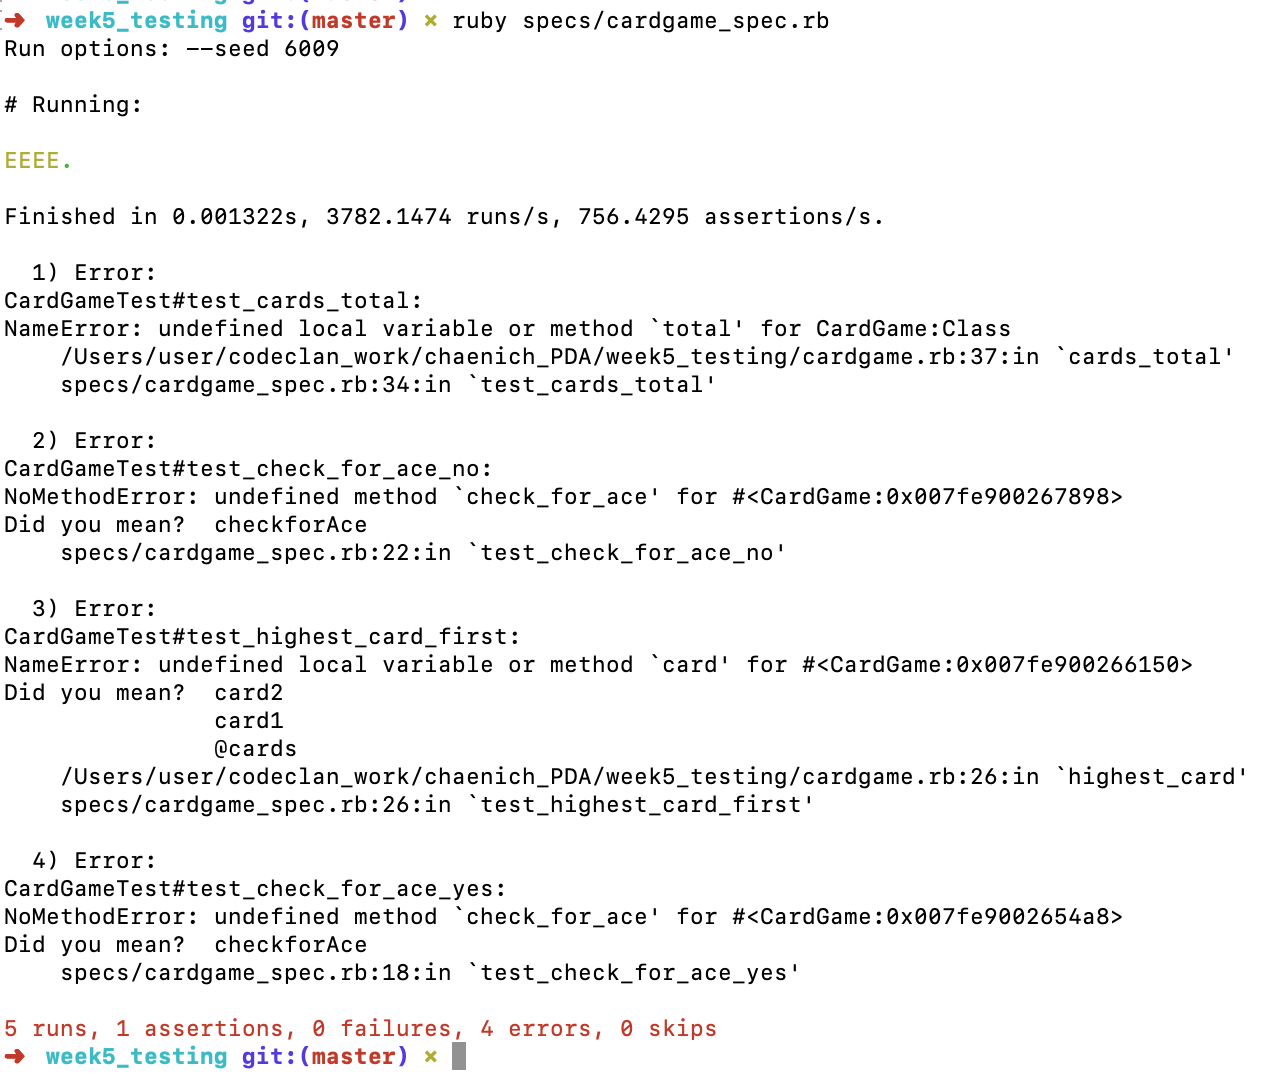 ➜ week5_testing git:(master) × ruby specs/cardgame_spec.rb
Run options: --seed 6009
# Running:
EEEE.
Finished in 0.001322s, 3782.1474 runs/s, 756.4295 assertions/s.
1) Error:
CardGameTest#test_cards_total:
NameError: undefined local variable or method `total' for CardGame:Class
/Users/user/codeclan_work/chaenich_PDA/week5_testing/cardgame.rb:37:in `cards_total'
specs/cardgame_spec.rb:34:in `test_cards_total'
2) Error:
CardGameTest#test_check_for_ace_no:
NoMethodError: undefined method `check_for_ace' for #<CardGame:0x007fe900267898>
Did you mean?  checkforAce
specs/cardgame_spec.rb:22:in `test_check_for_ace_no'
3) Error:
CardGameTest#test_highest_card_first:
NameError: undefined local variable or method `card' for #<CardGame:0x007fe900266150>
Did you mean?  card2
card1
@cards
/Users/user/codeclan_work/chaenich_PDA/week5_testing/cardgame.rb:26:in `highest_card'
specs/cardgame_spec.rb:26:in `test_highest_card_first'
4) Error:
CardGameTest#test_check_for_ace_yes:
NoMethodError: undefined method `check_for_ace' for #<CardGame:0x007fe9002654a8>
Did you mean?  checkforAce
specs/cardgame_spec.rb:18:in `test_check_for_ace_yes'
5 runs, 1 assertions, 0 failures, 4 errors, 0 skips
➜ week5_testing git:(master) ×